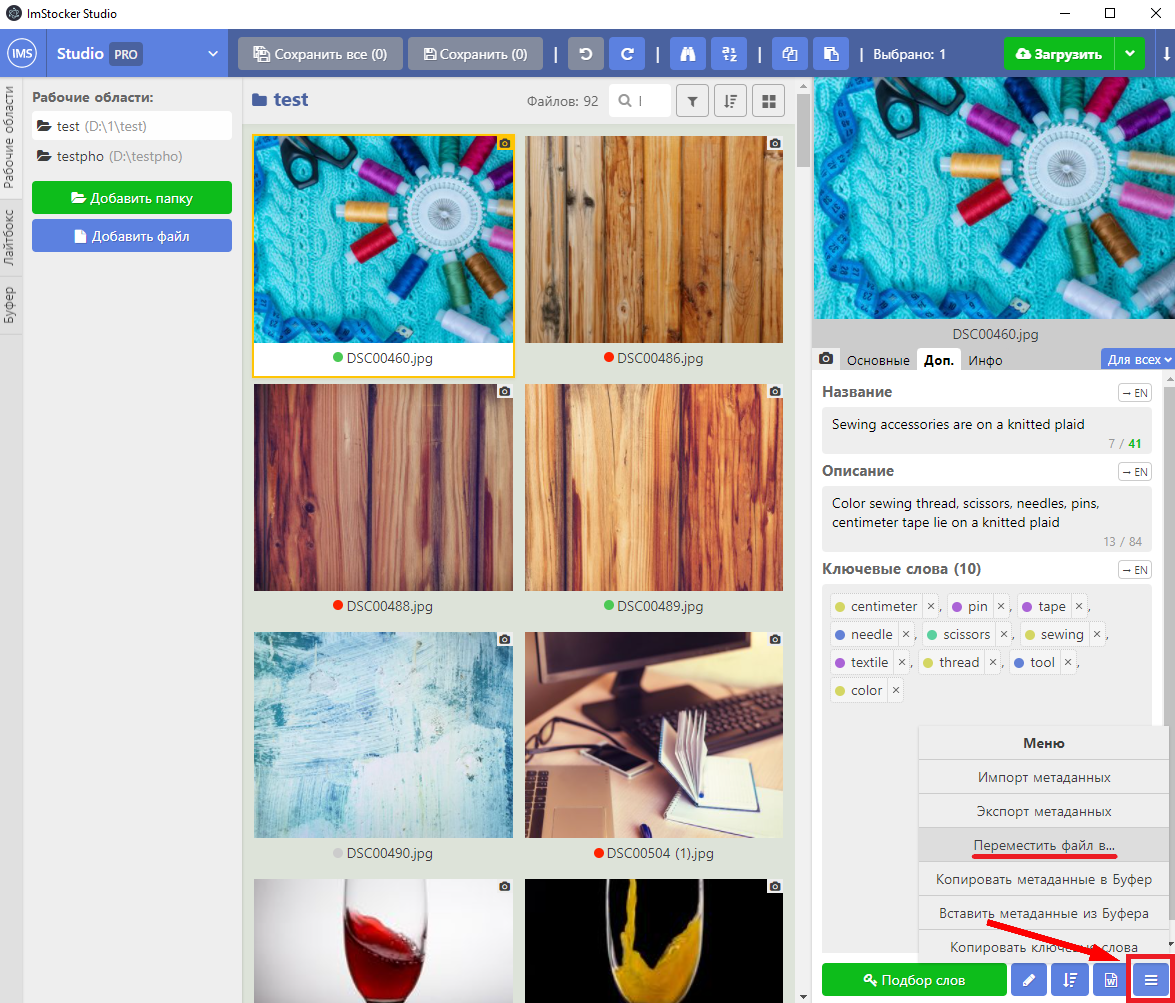 ImStocker Studio
IMS
Studio PRO
Сохранить все (0)
Сохранить (0)
Выбрано: 1
Загрузить
Рабочие области
Лайтбокс
Буфер
Рабочие области:
test (D:\1\test)
testpho (D:\testpho)
Добавить папку
Добавить файл
test
Файлов: 92
DSC00460.jpg
DSC00486.jpg
DSC00488.jpg
DSC00489.jpg
DSC00490.jpg
DSC00504 (1).jpg
DSC00460.jpg
Основные
Доп.
Инфо
Для всех
Название
→ EN
Sewing accessories are on a knitted plaid
7 / 41
Описание
→ EN
Color sewing thread, scissors, needles, pins,
centimeter tape lie on a knitted plaid
13 / 84
Ключевые слова (10)
→ EN
centimeter ×, pin ×, tape ×,
needle ×, scissors ×, sewing ×,
textile ×, thread ×, tool ×,
color ×
Меню
Импорт метаданных
Экспорт метаданных
Переместить файл в...
Копировать метаданные в Буфер
Вставить метаданные из Буфера
Копировать ключевые слова
Подбор слов